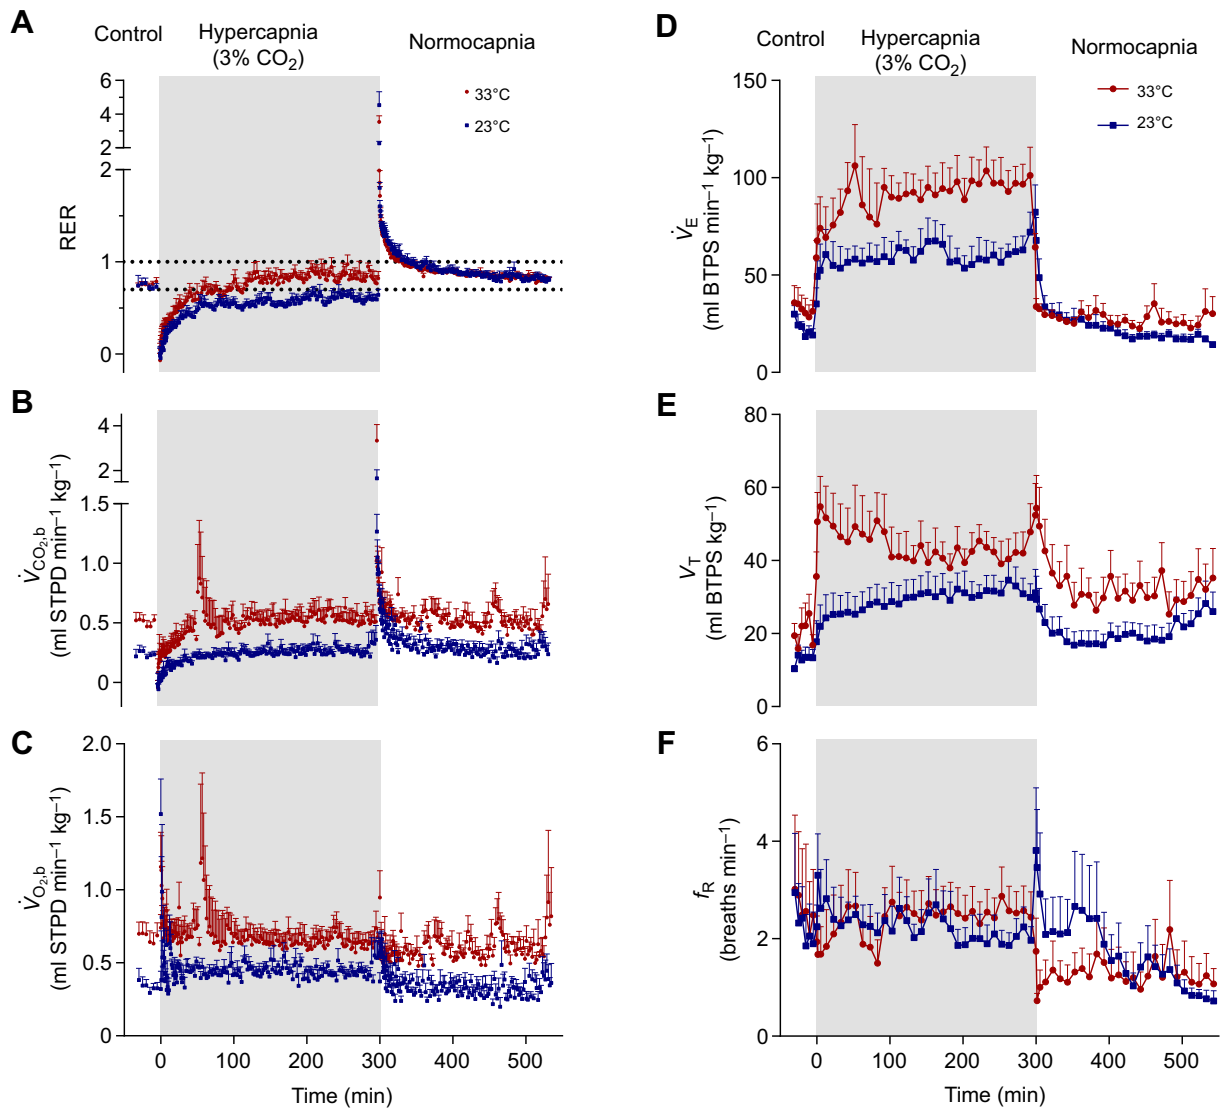 A
Control
Hypercapnia
(3% CO₂)
Normocapnia
33°C
23°C
6
4
2
2
1
0
RER
B
4
2
1.5
1.0
0.5
0
V̇CO₂,b
(ml STPD min⁻¹ kg⁻¹)
C
2.0
1.5
1.0
0.5
0
V̇O₂,b
(ml STPD min⁻¹ kg⁻¹)
0 100 200 300 400 500
Time (min)
D
Control
Hypercapnia
(3% CO₂)
Normocapnia
33°C
23°C
150
100
50
0
V̇E
(ml BTPS min⁻¹ kg⁻¹)
E
80
60
40
20
0
VT
(ml BTPS kg⁻¹)
F
6
4
2
0
fR
(breaths min⁻¹)
0 100 200 300 400 500
Time (min)